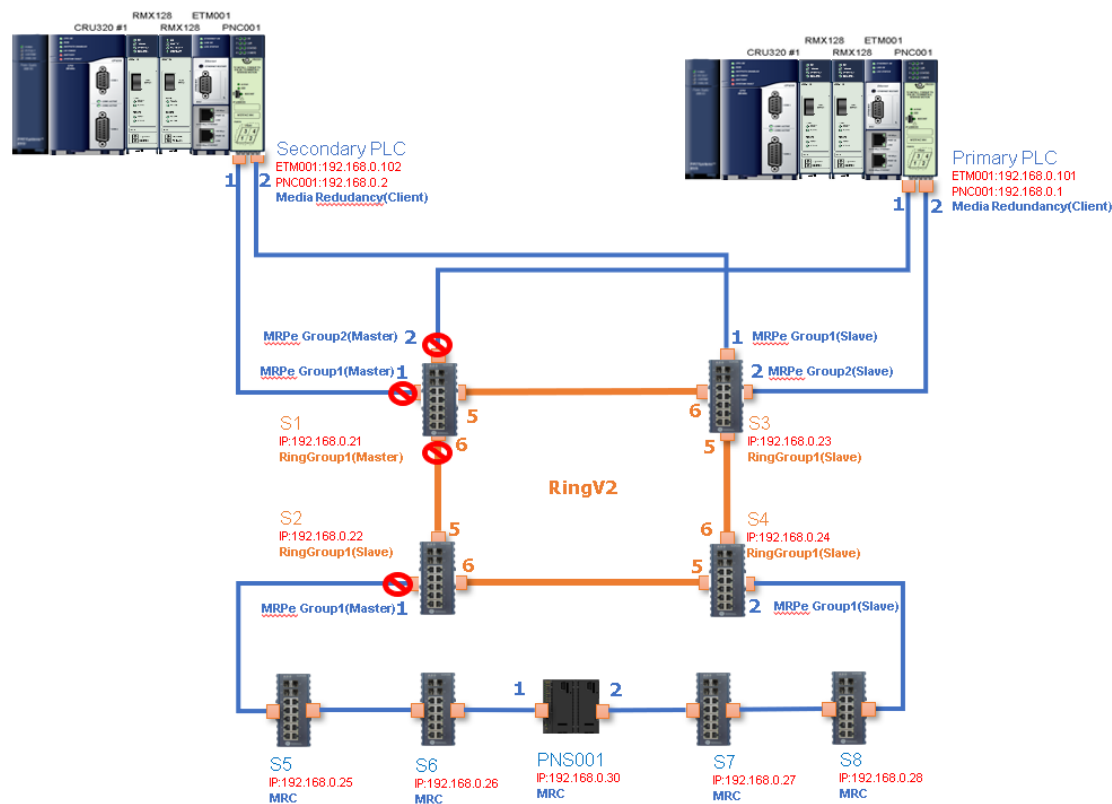 RMX128 ETM001
CRU320 #1 RMX128 PNC001
RMX128 ETM001
CRU320 #1 RMX128 PNC001
Secondary PLC
ETM001:192.168.0.102
PNC001:192.168.0.2
Media Redudancy(Client)
1 2
Primary PLC
ETM001:192.168.0.101
PNC001:192.168.0.1
Media Redundancy(Client)
1 2
MRPe Group2(Master) 2
MRPe Group1(Master) 1
1 MRPe Group1(Slave)
2 MRPe Group2(Slave)
5
6
6
5
S1
IP:192.168.0.21
RingGroup1(Master)
S3
IP:192.168.0.23
RingGroup1(Slave)
RingV2
S2
IP:192.168.0.22
RingGroup1(Slave)
5
6
6
5
S4
IP:192.168.0.24
RingGroup1(Slave)
MRPe Group1(Master) 1
2 MRPe Group1(Slave)
1 2
S5
IP:192.168.0.25
MRC
S6
IP:192.168.0.26
MRC
PNS001
IP:192.168.0.30
MRC
S7
IP:192.168.0.27
MRC
S8
IP:192.168.0.28
MRC